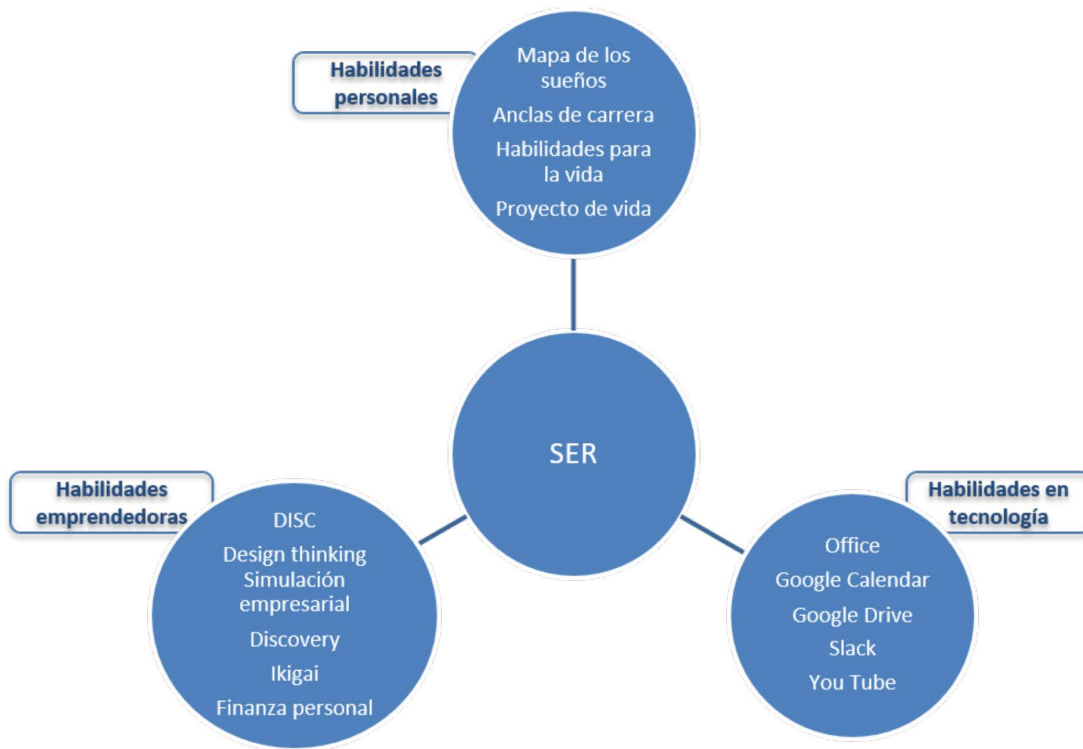 Habilidades
personales
Mapa de los
sueños
Anclas de carrera
Habilidades para
la vida
Proyecto de vida
SER
Habilidades
emprendedoras
DISC
Design thinking
Simulación
empresarial
Discovery
Ikigai
Finanza personal
Habilidades en
tecnología
Office
Google Calendar
Google Drive
Slack
You Tube